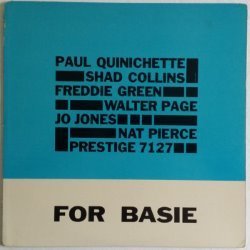 PAUL QUINICHETTE
SHAD COLLINS
FREDDIE GREEN
WALTER PAGE
JO JONES
NAT PIERCE
PRESTIGE 7127
FOR BASIE